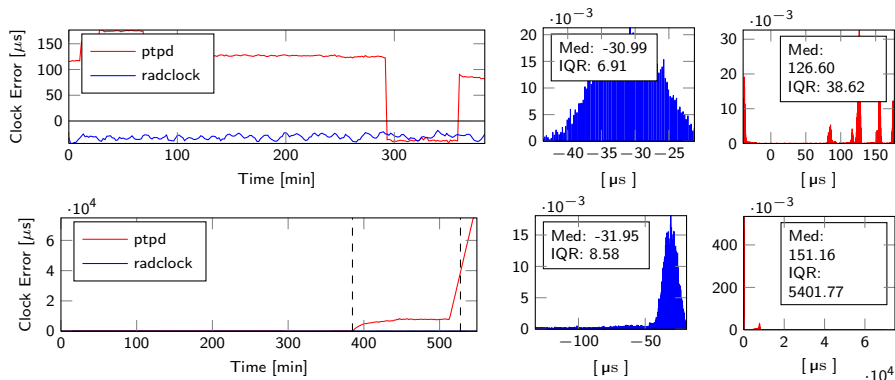 Clock Error [μs]
150
100
50
0
−50
ptpd
radclock
0
100
200
300
Time [min]
·10−3
20
15
10
5
0
Med: -30.99
IQR: 6.91
−40
−35
−30
−25
[ μs ]
·10−3
30
20
10
0
Med:
126.60
IQR: 38.62
0
50
100
150
[ μs ]
·10⁴
Clock Error [μs]
6
4
2
0
ptpd
radclock
0
100
200
300
400
500
Time [min]
·10−3
15
10
5
0
Med: -31.95
IQR: 8.58
−100
−50
[ μs ]
·10−3
400
200
0
Med:
151.16
IQR:
5401.77
0
2
4
6
[ μs ]
·10⁴